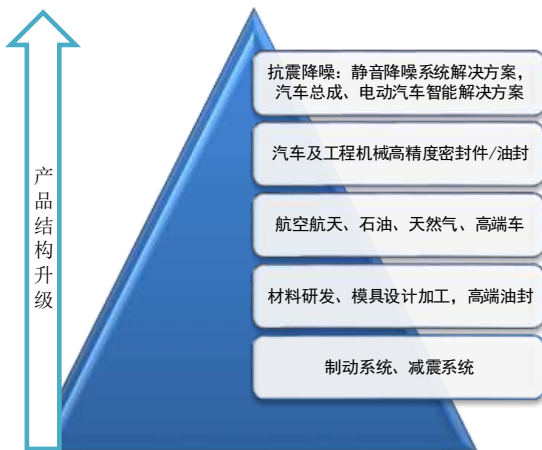 抗震降噪：静音降噪系统解决方案，
汽车总成、电动汽车智能解决方案
汽车及工程机械高精度密封件/油封
航空航天、石油、天然气、高端车
材料研发、模具设计加工，高端油封
制动系统、减震系统
产品结构升级